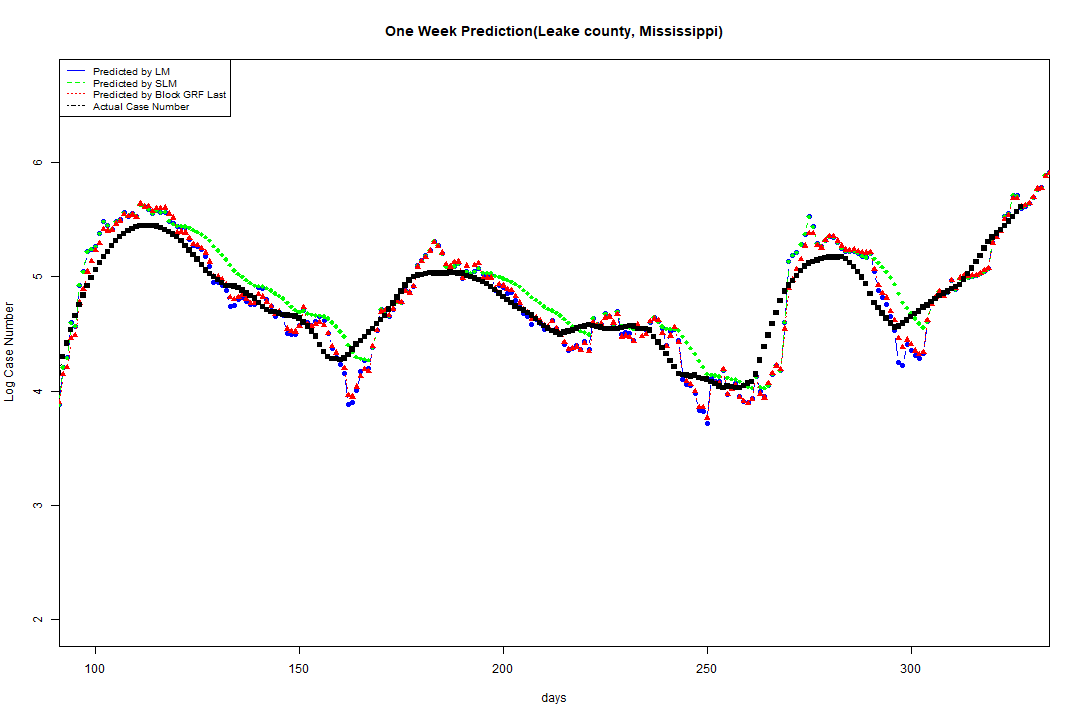 One Week Prediction(Leake county, Mississippi)
Predicted by LM
Predicted by SLM
Predicted by Block GRF Last
Actual Case Number
6
5
4
3
2
Log Case Number
100 150 200 250 300
days